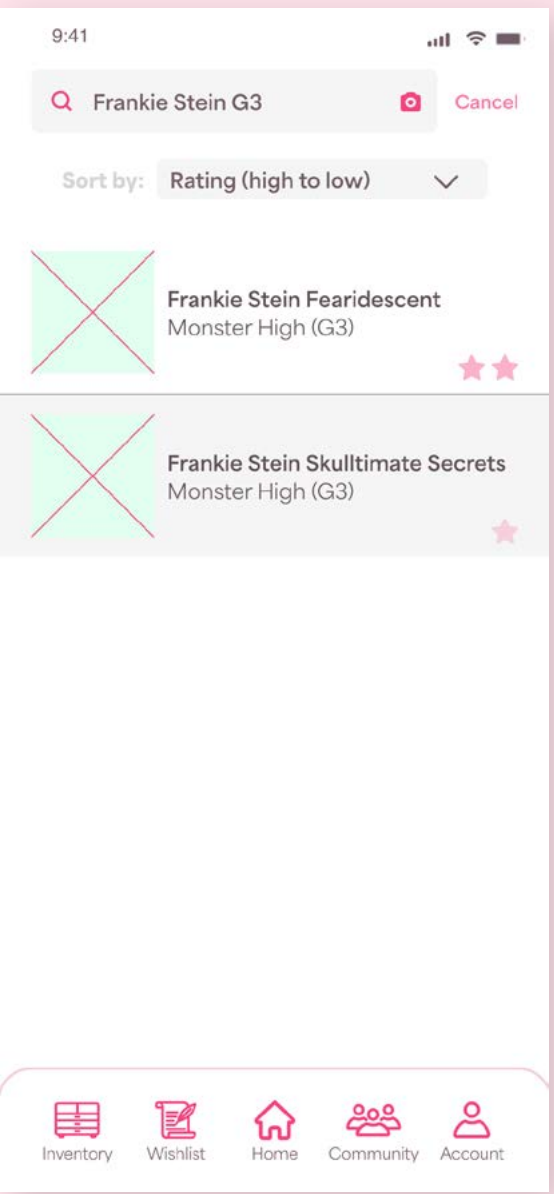 9:41
Frankie Stein G3
Cancel
Sort by: Rating (high to low)
Frankie Stein Fearidescent
Monster High (G3)
Frankie Stein Skulltimate Secrets
Monster High (G3)
Inventory Wishlist Home Community Account